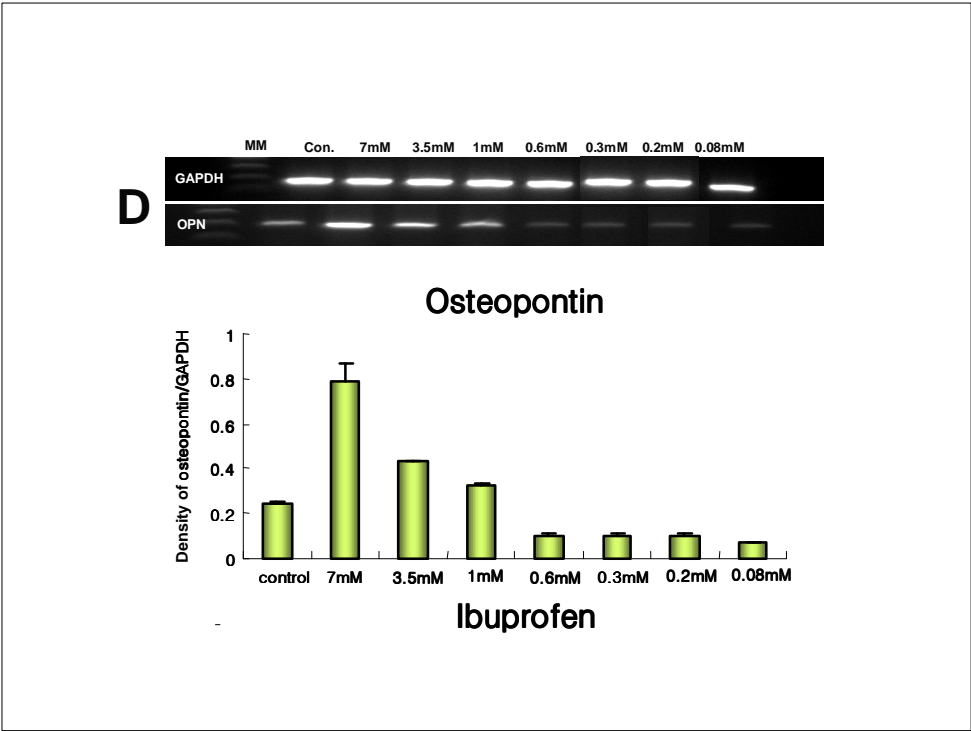 MM Con. 7mM 3.5mM 1mM 0.6mM 0.3mM 0.2mM 0.08mM
GAPDH
D
OPN
Osteopontin
Density of osteopontin/GAPDH
1
0.8
0.6
0.4
0.2
0
control 7mM 3.5mM 1mM 0.6mM 0.3mM 0.2mM 0.08mM
Ibuprofen